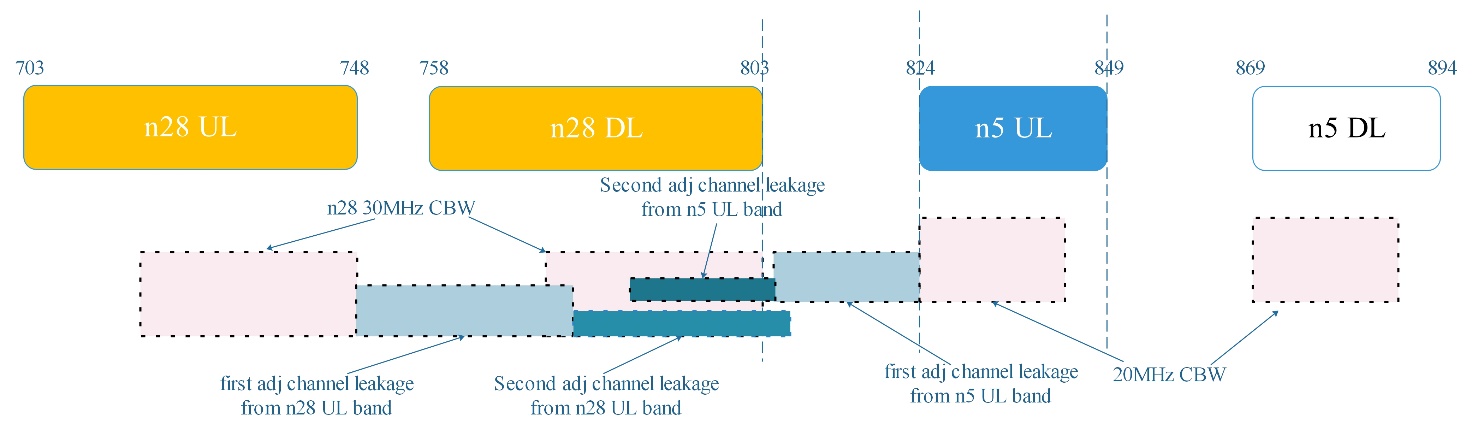 703
748
758
803
824
849
869
894
n28 UL
n28 DL
n5 UL
n5 DL
n28 30MHz CBW
Second adj channel leakage
from n5 UL band
first adj channel leakage
from n28 UL band
Second adj channel leakage
from n28 UL band
first adj channel leakage
from n5 UL band
20MHz CBW